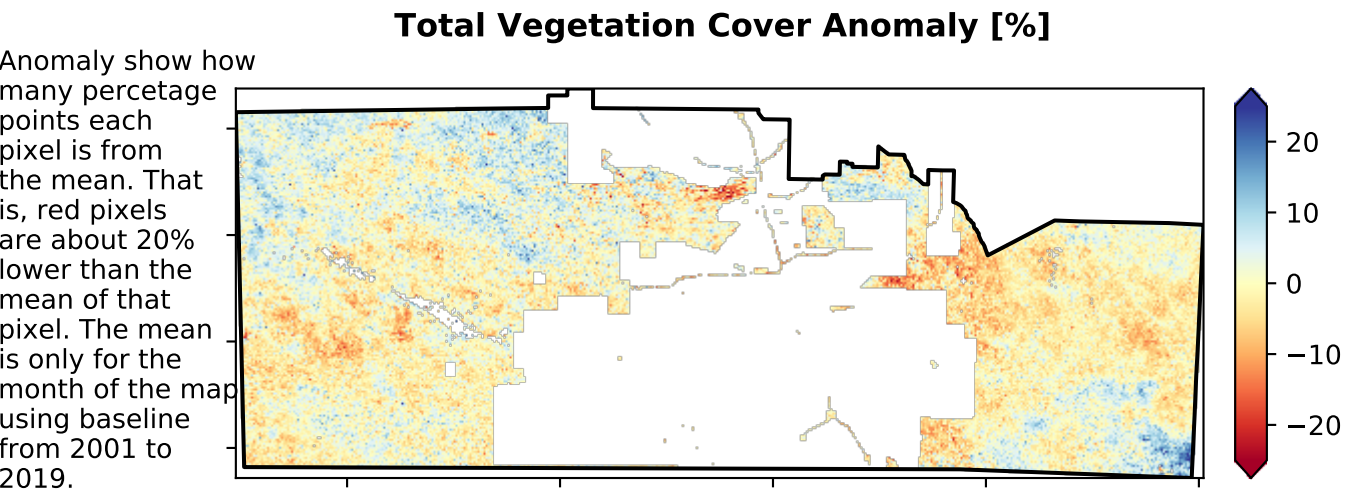 Total Vegetation Cover Anomaly [%]
Anomaly show how
many percetage
points each
pixel is from
the mean. That
is, red pixels
are about 20%
lower than the
mean of that
pixel. The mean
is only for the
month of the map
using baseline
from 2001 to
2019.
20
10
0
−10
−20